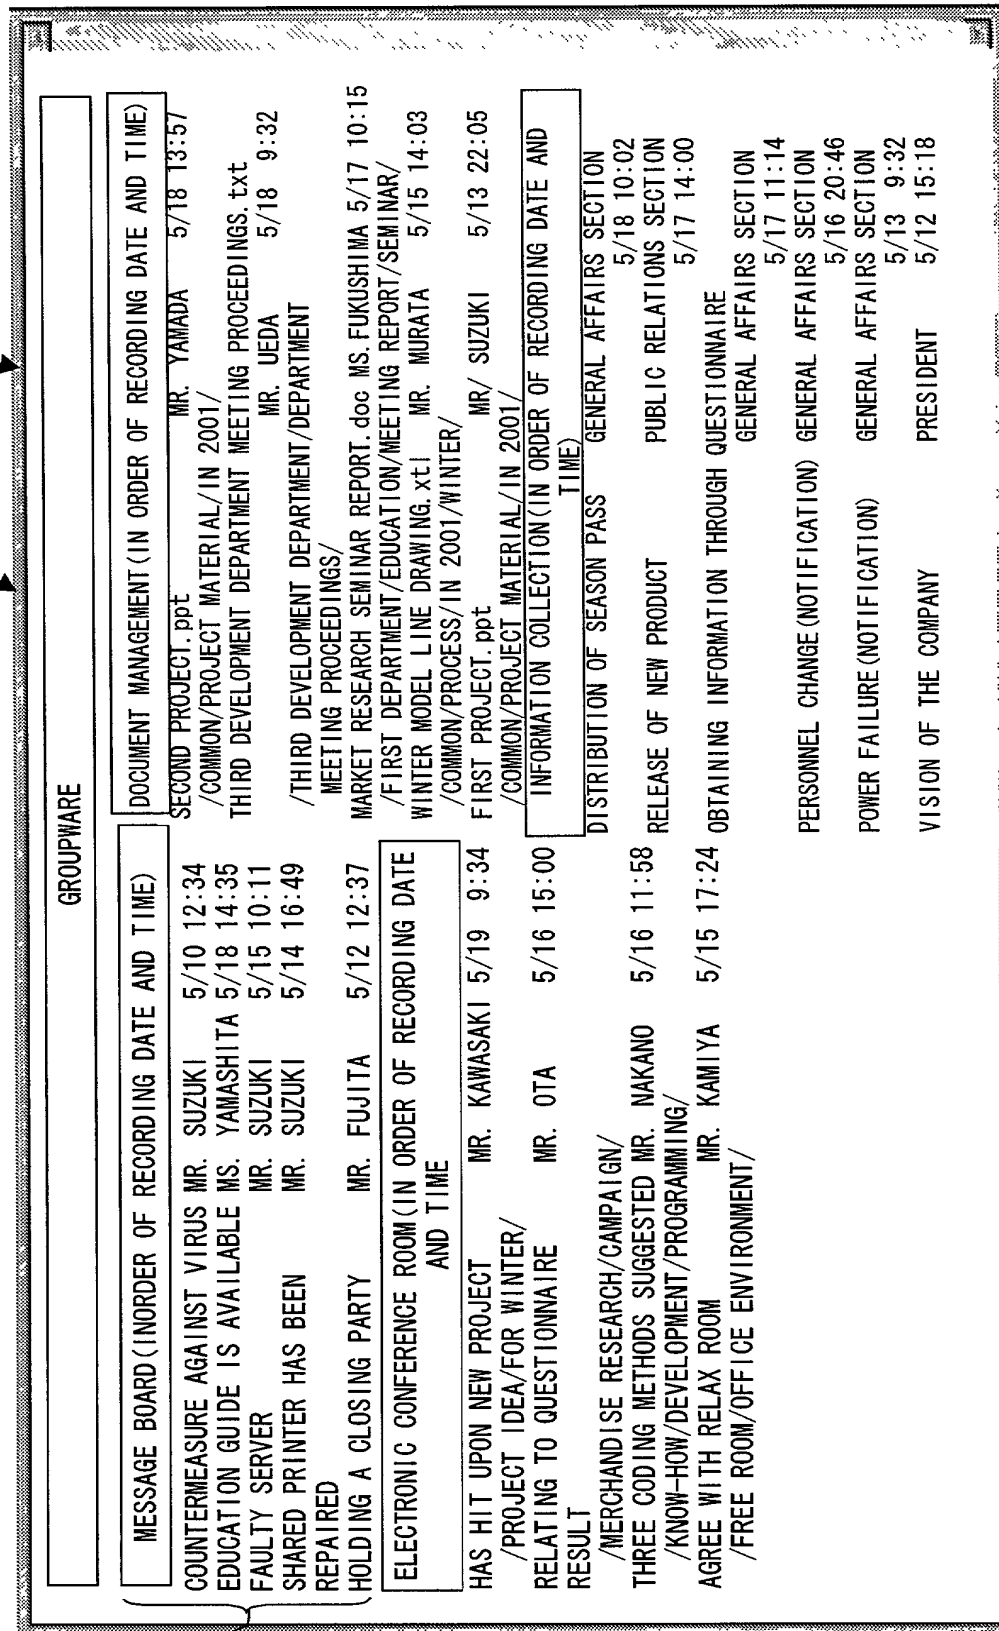 GROUPWARE
MESSAGE BOARD(INORDER OF RECORDING DATE AND TIME)
COUNTERMEASURE AGAINST VIRUS MR. SUZUKI 5/10 12:34
EDUCATION GUIDE IS AVAILABLE MS. YAMASHITA 5/18 14:35
FAULTY SERVER MR. SUZUKI 5/15 10:11
SHARED PRINTER HAS BEEN MR. SUZUKI 5/14 16:49
REPAIRED
HOLDING A CLOSING PARTY MR. FUJITA 5/12 12:37
ELECTRONIC CONFERENCE ROOM(IN ORDER OF RECORDING DATE
AND TIME
HAS HIT UPON NEW PROJECT MR. KAWASAKI 5/19 9:34
/PROJECT IDEA/FOR WINTER/
RELATING TO QUESTIONNAIRE MR. OTA 5/16 15:00
RESULT
/MERCHANDISE RESEARCH/CAMPAIGN/
THREE CODING METHODS SUGGESTED MR. NAKANO 5/16 11:58
/KNOW-HOW/DEVELOPMENT/PROGRAMMING/
AGREE WITH RELAX ROOM MR. KAMIYA 5/15 17:24
/FREE ROOM/OFFICE ENVIRONMENT/
DOCUMENT MANAGEMENT(IN ORDER OF RECORDING DATE AND TIME)
SECOND PROJECT.ppt MR. YAMADA 5/18 13:57
/COMMON/PROJECT MATERIAL/IN 2001/
THIRD DEVELOPMENT DEPARTMENT MEETING PROCEEDINGS.txt
MR. UEDA 5/18 9:32
/THIRD DEVELOPMENT DEPARTMENT/DEPARTMENT
MEETING PROCEEDINGS/
MARKET RESEARCH SEMINAR REPORT.doc MS.FUKUSHIMA 5/17 10:15
/FIRST DEPARTMENT/EDUCATION/MEETING REPORT/SEMINAR/
WINTER MODEL LINE DRAWING.xtl MR. MURATA 5/15 14:03
/COMMON/PROCESS/IN 2001/WINTER/
FIRST PROJECT.ppt MR/ SUZUKI 5/13 22:05
/COMMON/PROJECT MATERIAL/IN 2001/
INFORMATION COLLECTION(IN ORDER OF RECORDING DATE AND
TIME)
DISTRIBUTION OF SEASON PASS GENERAL AFFAIRS SECTION
5/18 10:02
RELEASE OF NEW PRODUCT PUBLIC RELATIONS SECTION
5/17 14:00
OBTAINING INFORMATION THROUGH QUESTIONNAIRE
GENERAL AFFAIRS SECTION
5/17 11:14
PERSONNEL CHANGE(NOTIFICATION) GENERAL AFFAIRS SECTION
5/16 20:46
POWER FAILURE(NOTIFICATION) GENERAL AFFAIRS SECTION
5/13 9:32
VISION OF THE COMPANY PRESIDENT 5/12 15:18